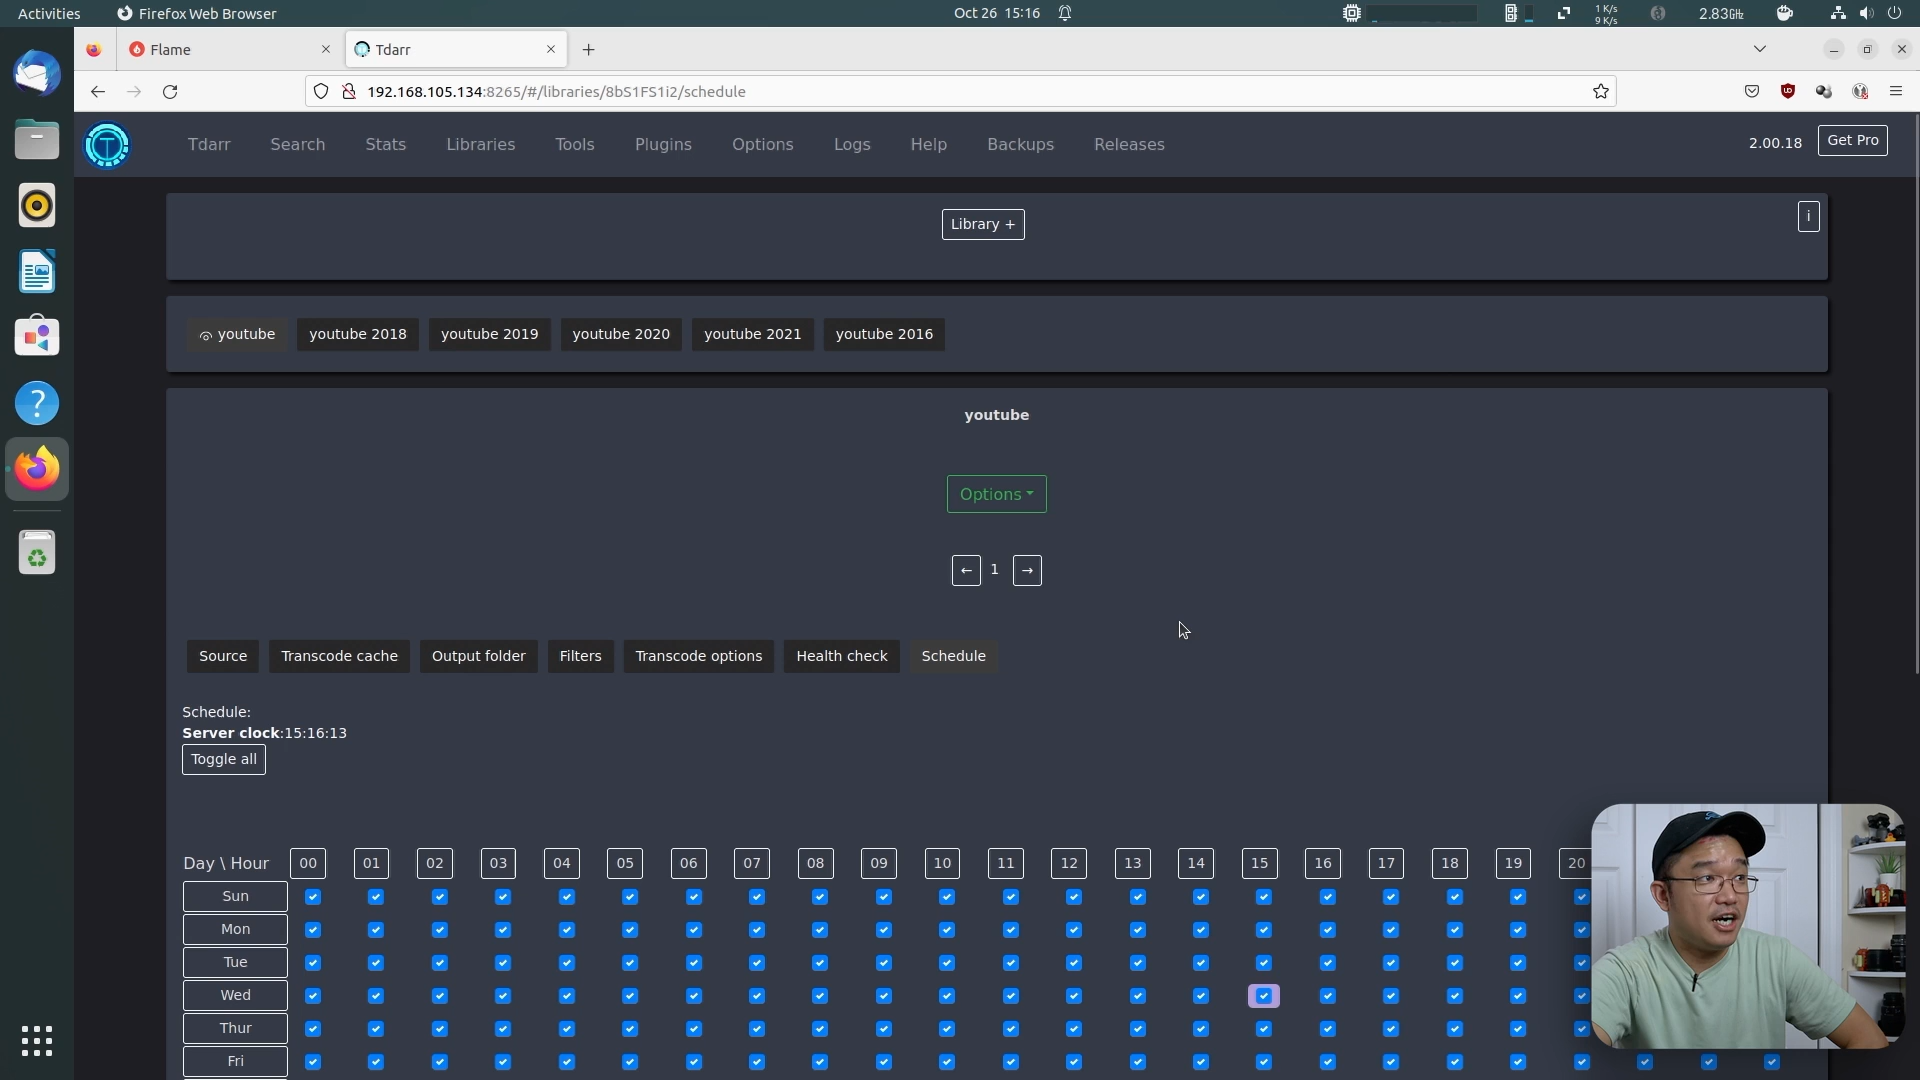 Activities Firefox Web Browser Oct 26 15:16 1 K/s 9 K/s 2.83GHz
Flame × Tdarr × +
192.168.105.134:8265/#/libraries/8bS1FS1i2/schedule
Tdarr Search Stats Libraries Tools Plugins Options Logs Help Backups Releases 2.00.18 Get Pro
Library + i
youtube youtube 2018 youtube 2019 youtube 2020 youtube 2021 youtube 2016
youtube
Options
← 1 →
Source Transcode cache Output folder Filters Transcode options Health check Schedule
Schedule:
Server clock:15:16:13
Toggle all
Day \ Hour 00 01 02 03 04 05 06 07 08 09 10 11 12 13 14 15 16 17 18 19 20
Sun
Mon
Tue
Wed
Thur
Fri